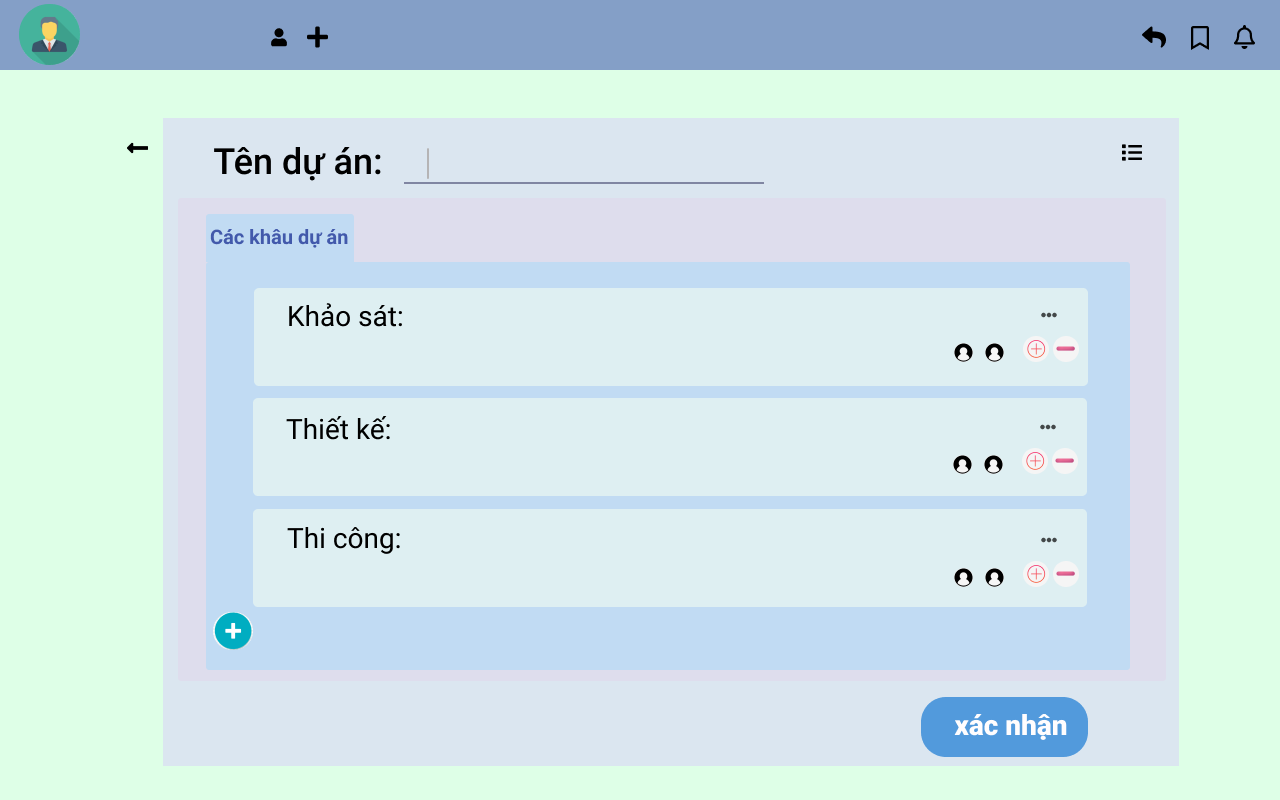 Tên dự án:
Các khâu dự án
Khảo sát:
Thiết kế:
Thi công:
xác nhận